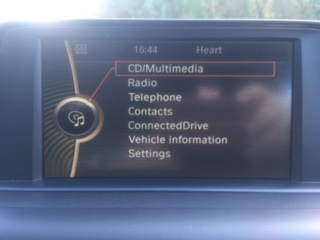 16:44 Heart
CD/Multimedia
Radio
Telephone
Contacts
ConnectedDrive
Vehicle information
Settings